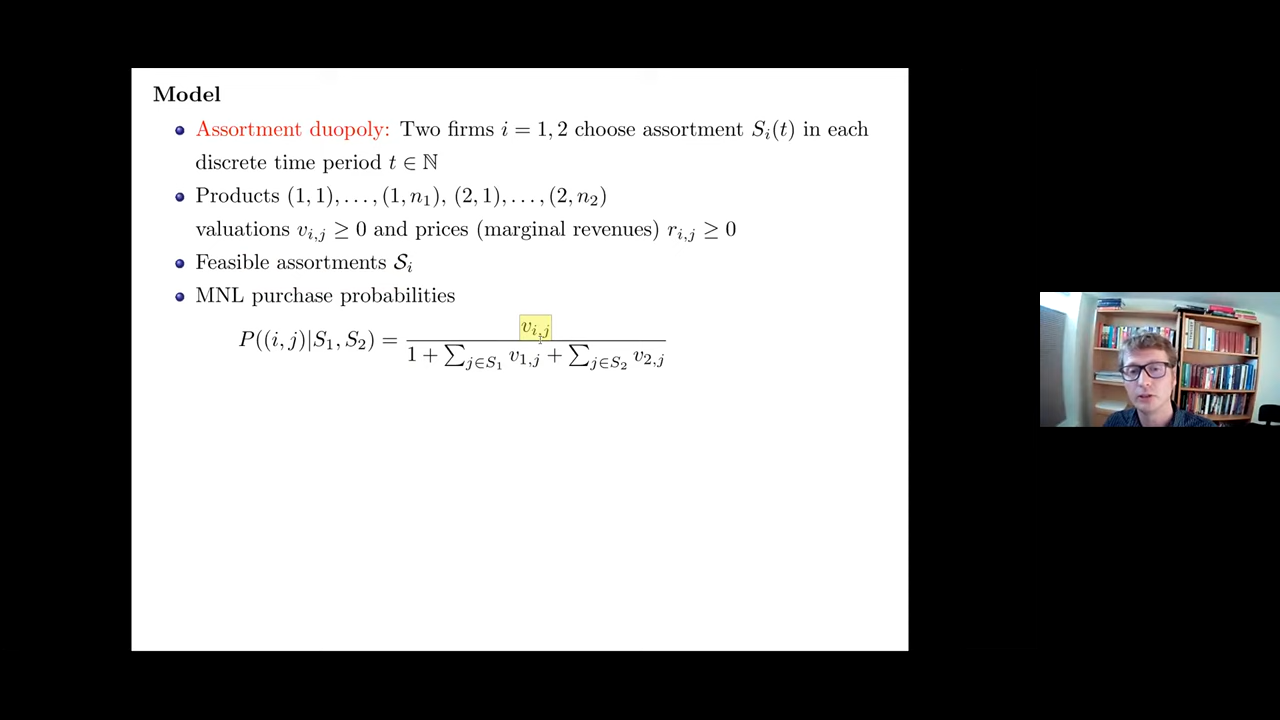 Model
Assortment duopoly: Two firms i = 1, 2 choose assortment S_i(t) in each
discrete time period t ∈ ℕ
Products (1, 1), . . . , (1, n_1), (2, 1), . . . , (2, n_2)
valuations v_{i,j} ≥ 0 and prices (marginal revenues) r_{i,j} ≥ 0
Feasible assortments 𝒮_i
MNL purchase probabilities
P((i, j)|S_1, S_2) = \frac{v_{i,j}}{1 + ∑_{j∈S_1} v_{1,j} + ∑_{j∈S_2} v_{2,j}}